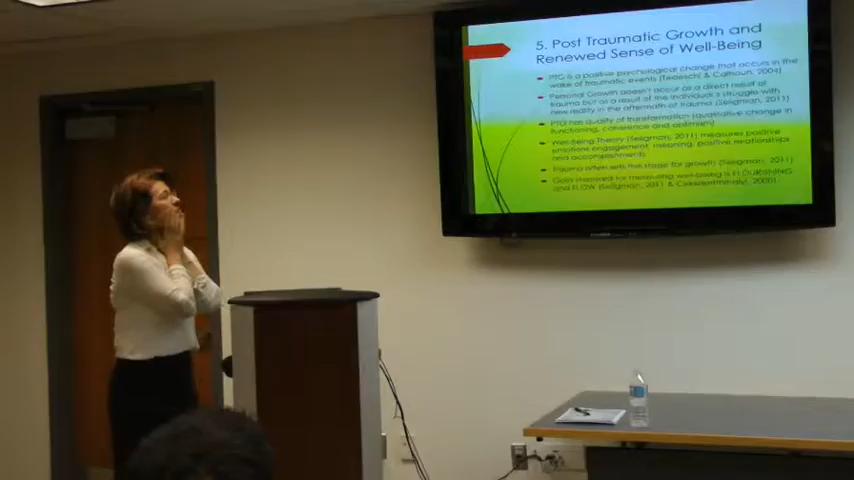 5. Post Traumatic Growth and
Renewed Sense of Well-Being
PTG is a positive psychological change that occurs in the
wake of traumatic events (Tedeschi & Calhoun, 2004)
Personal Growth doesn't occur as a direct result of
trauma but as a result of the individual's struggle with
new reality in the aftermath of trauma (Seligman, 2011)
PTG has quality of transformation (Qualitative change in
functioning, coherence and optimism)
Well-Being Theory (Seligman, 2011) measures positive
emotions engagement, meaning, positive relationships
and accomplishments
Trauma often sets the stage for growth (Seligman, 2011)
Gold standard for measuring well-being is FLOURISHING
and FLOW (Seligman, 2011 &